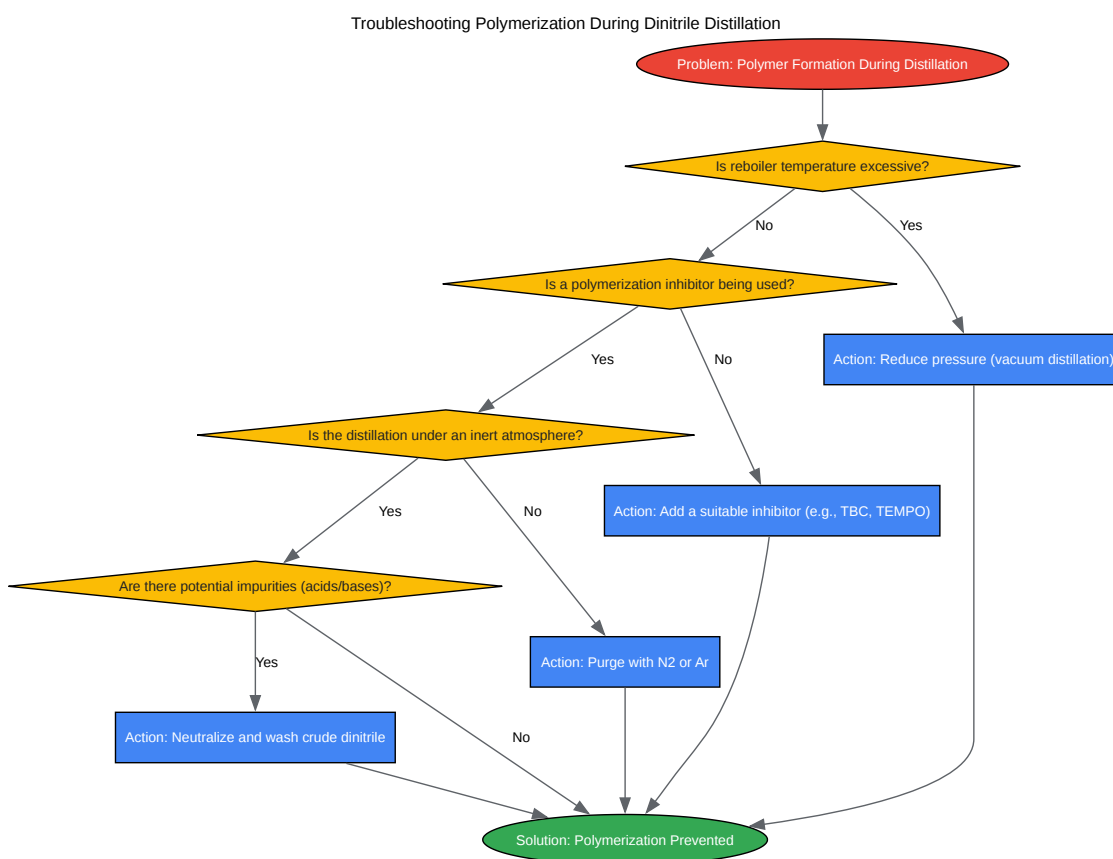 Troubleshooting Polymerization During Dinitrile Distillation
Problem: Polymer Formation During Distillation
Is reboiler temperature excessive?
No
Yes
Is a polymerization inhibitor being used?
Action: Reduce pressure (vacuum distillation)
Yes
No
Is the distillation under an inert atmosphere?
Action: Add a suitable inhibitor (e.g., TBC, TEMPO)
Yes
No
Are there potential impurities (acids/bases)?
Action: Purge with N2 or Ar
Yes
No
Action: Neutralize and wash crude dinitrile
Solution: Polymerization Prevented